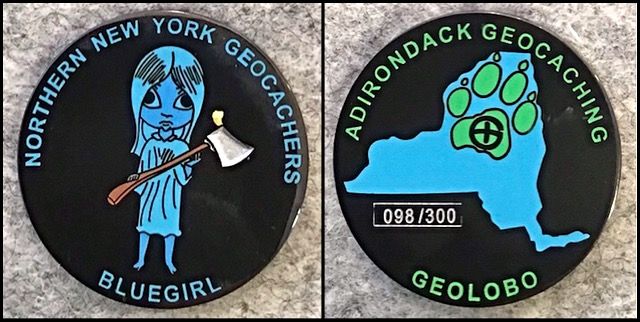 NORTHERN NEW YORK GEOCACHERS
BLUEGIRL
ADIRONDACK GEOCACHING
098/300
GEOLOBO